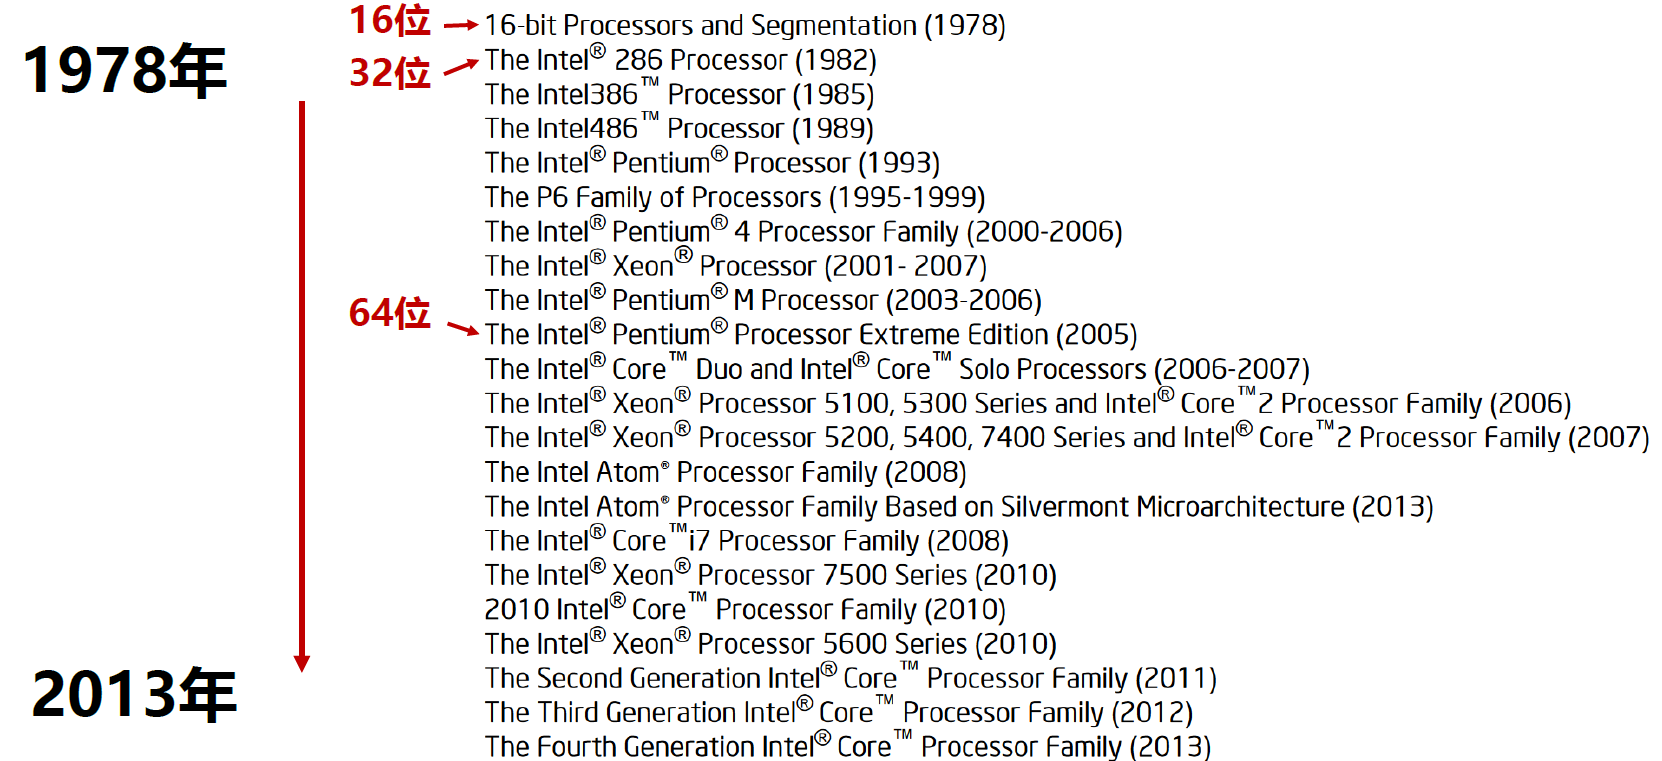 1978年
2013年
16位
32位
64位
16-bit Processors and Segmentation (1978)
The Intel® 286 Processor (1982)
The Intel386™ Processor (1985)
The Intel486™ Processor (1989)
The Intel® Pentium® Processor (1993)
The P6 Family of Processors (1995-1999)
The Intel® Pentium® 4 Processor Family (2000-2006)
The Intel® Xeon® Processor (2001- 2007)
The Intel® Pentium® M Processor (2003-2006)
The Intel® Pentium® Processor Extreme Edition (2005)
The Intel® Core™ Duo and Intel® Core™ Solo Processors (2006-2007)
The Intel® Xeon® Processor 5100, 5300 Series and Intel® Core™2 Processor Family (2006)
The Intel® Xeon® Processor 5200, 5400, 7400 Series and Intel® Core™2 Processor Family (2007)
The Intel Atom® Processor Family (2008)
The Intel Atom® Processor Family Based on Silvermont Microarchitecture (2013)
The Intel® Core™i7 Processor Family (2008)
The Intel® Xeon® Processor 7500 Series (2010)
2010 Intel® Core™ Processor Family (2010)
The Intel® Xeon® Processor 5600 Series (2010)
The Second Generation Intel® Core™ Processor Family (2011)
The Third Generation Intel® Core™ Processor Family (2012)
The Fourth Generation Intel® Core™ Processor Family (2013)